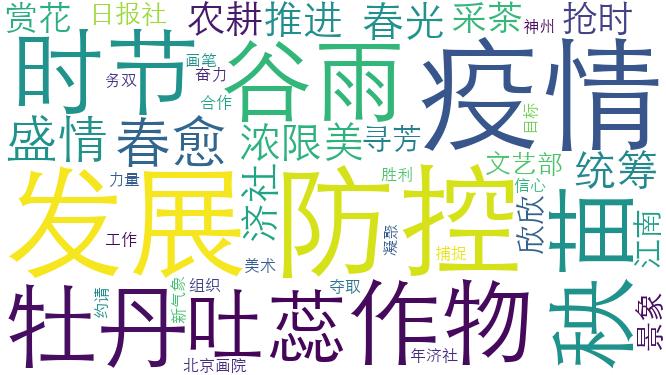 赏花
日报社
农耕
推进
春光
采茶
神州
抢时
时节
画笔
奋力
务双
合作
谷雨
疫情
目标
盛情
春愈
浓限美
寻芳
文艺部
统筹
信心
力量
胜利
发展
济社
防控
欣欣
苗
江南
工作
凝聚
捕捉
美术
新气象
组织
夺取
约请
牡丹
吐蕊
作物
秧
景象
北京画院
年济社